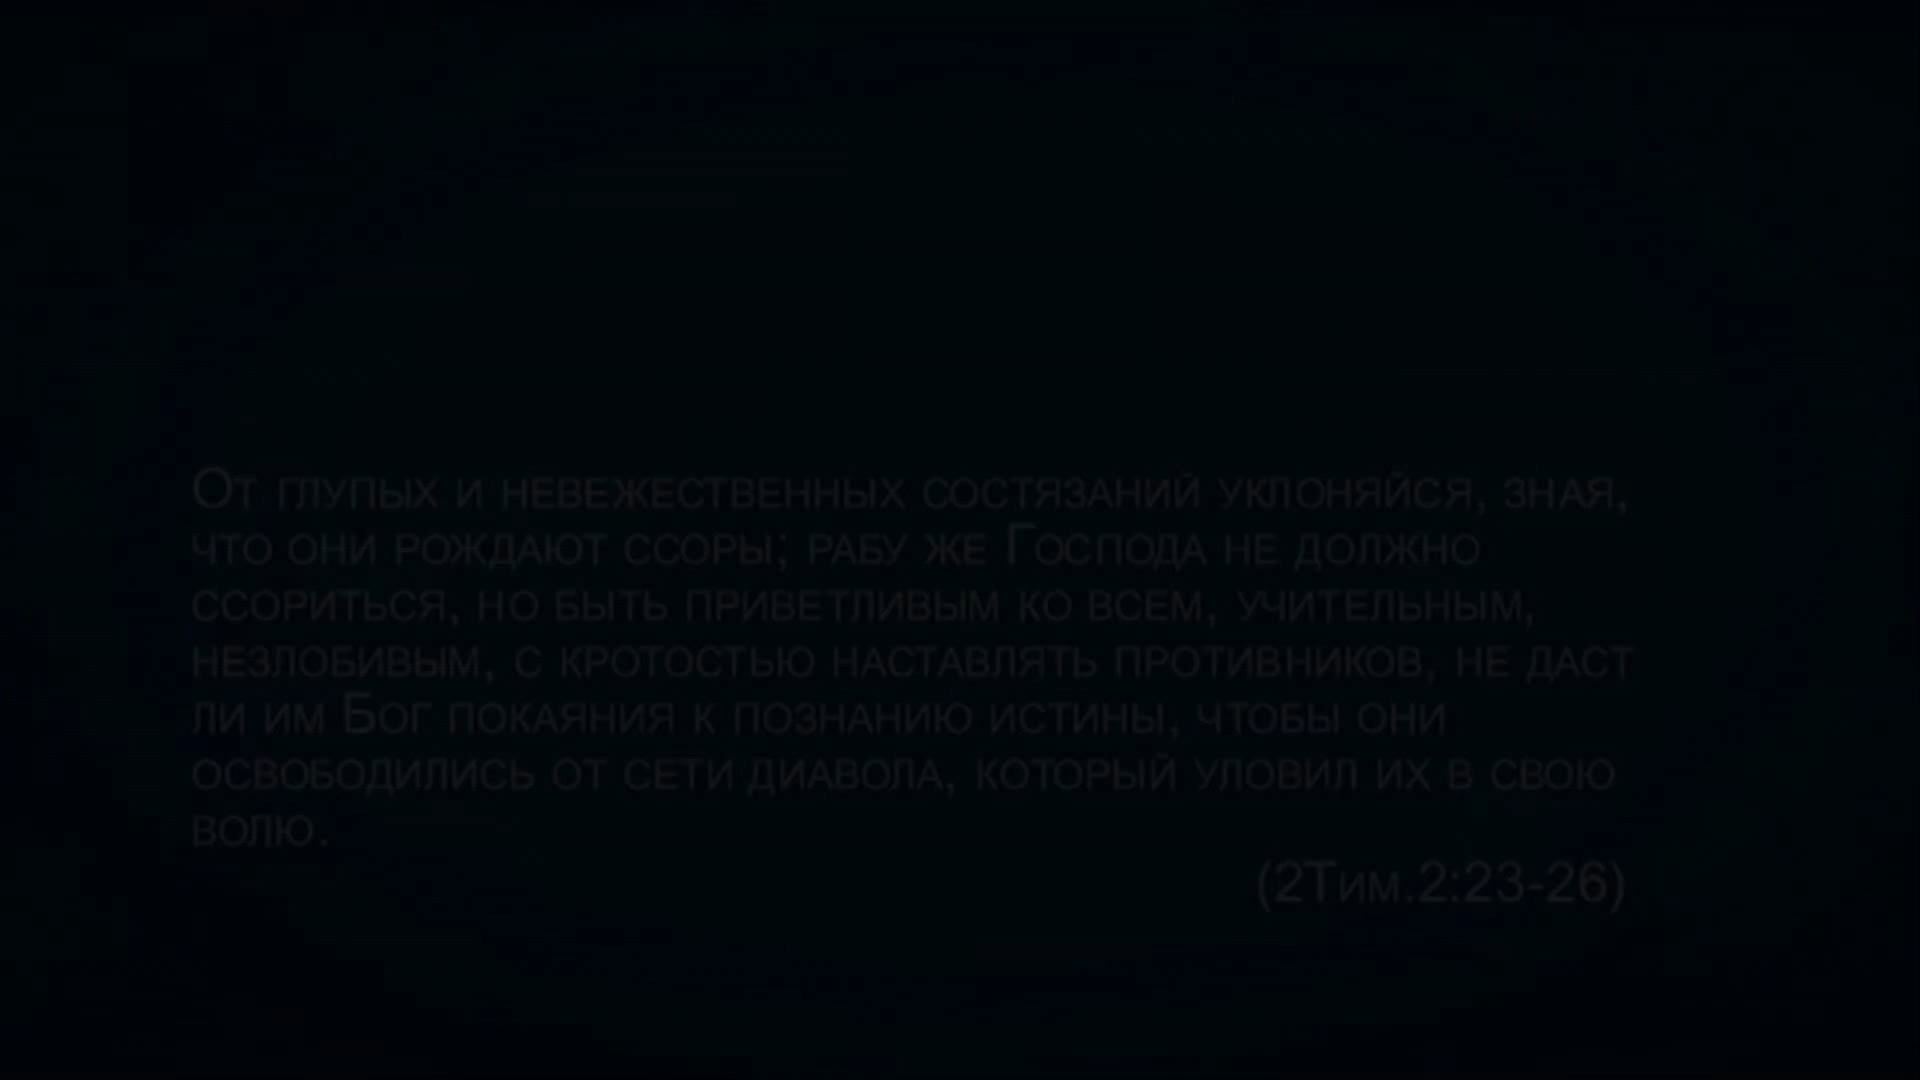 От глупых и невежественных состязаний уклоняйся, зная,
что они рождают ссоры; рабу же Господа не должно
ссориться, но быть приветливым ко всем, учительным,
незлобивым, с кротостью наставлять противников, не даст
ли им Бог покаяния к познанию истины, чтобы они
освободились от сети диавола, который уловил их в свою
волю.
(2Тим.2:23-26)